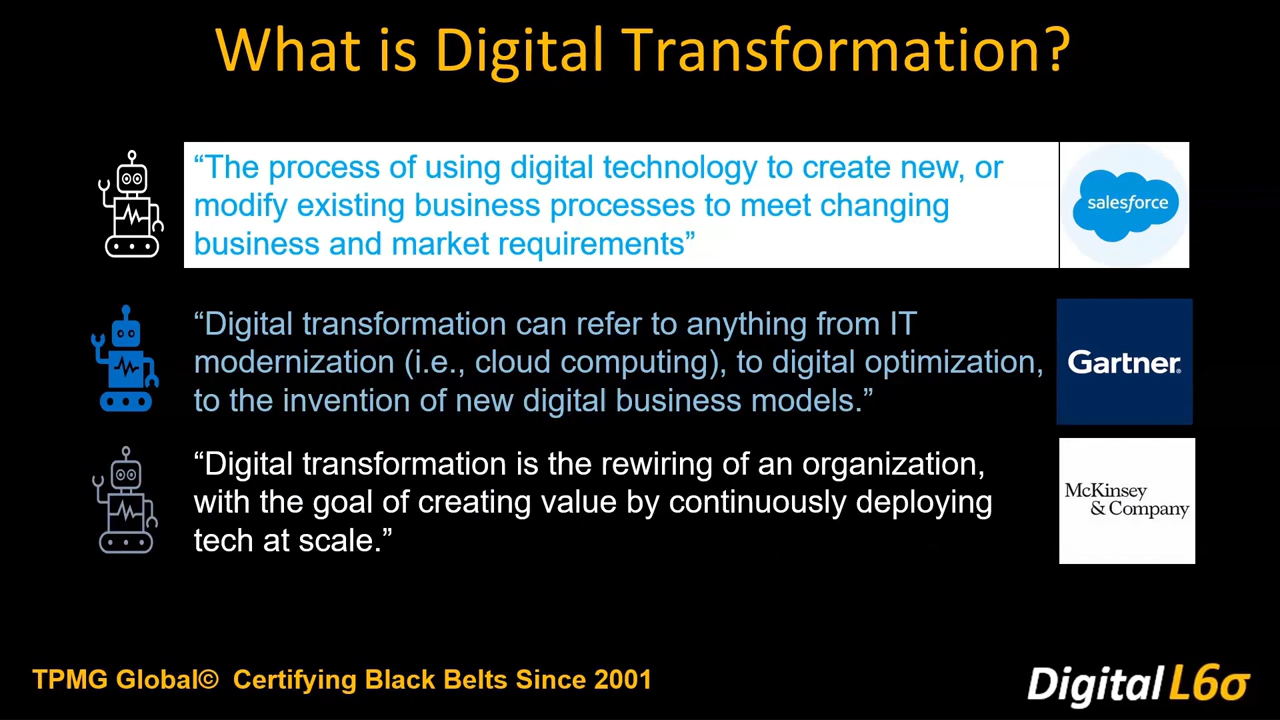 What is Digital Transformation?
“The process of using digital technology to create new, or
modify existing business processes to meet changing
business and market requirements”
salesforce
“Digital transformation can refer to anything from IT
modernization (i.e., cloud computing), to digital optimization,
to the invention of new digital business models.”
Gartner®
“Digital transformation is the rewiring of an organization,
with the goal of creating value by continuously deploying
tech at scale.”
McKinsey
& Company
TPMG Global© Certifying Black Belts Since 2001
Digital L6σ